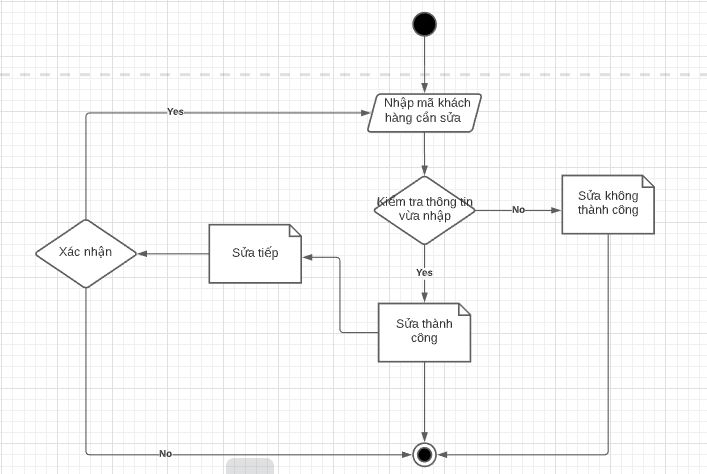 Nhập mã khách
hàng cần sửa
Yes
Kiểm tra thông tin
vừa nhập
No
Sửa không
thành công
Xác nhận
Sửa tiếp
Yes
Sửa thành
công
No